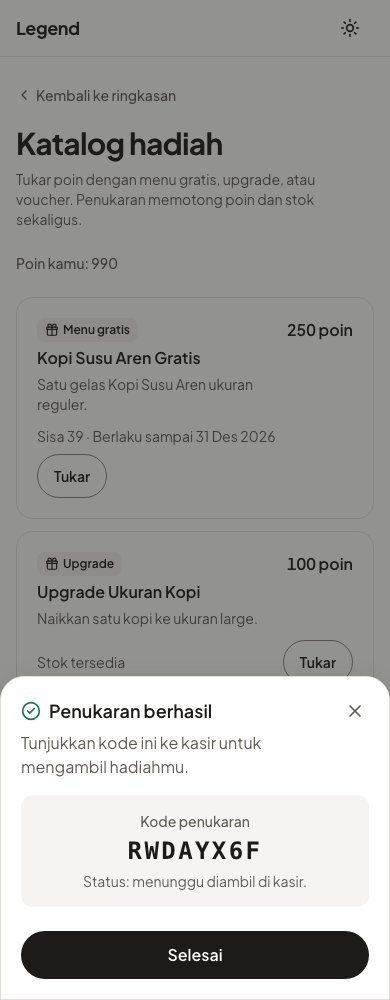 Legend
Kembali ke ringkasan
Katalog hadiah
Tukar poin dengan menu gratis, upgrade, atau
voucher. Penukaran memotong poin dan stok
sekaligus.
Poin kamu: 990
Menu gratis
250 poin
Kopi Susu Aren Gratis
Satu gelas Kopi Susu Aren ukuran
reguler.
Sisa 39 · Berlaku sampai 31 Des 2026
Tukar
Upgrade
100 poin
Upgrade Ukuran Kopi
Naikkan satu kopi ke ukuran large.
Stok tersedia
Tukar
Penukaran berhasil
Tunjukkan kode ini ke kasir untuk
mengambil hadiahmu.
Kode penukaran
RWDAYX6F
Status: menunggu diambil di kasir.
Selesai